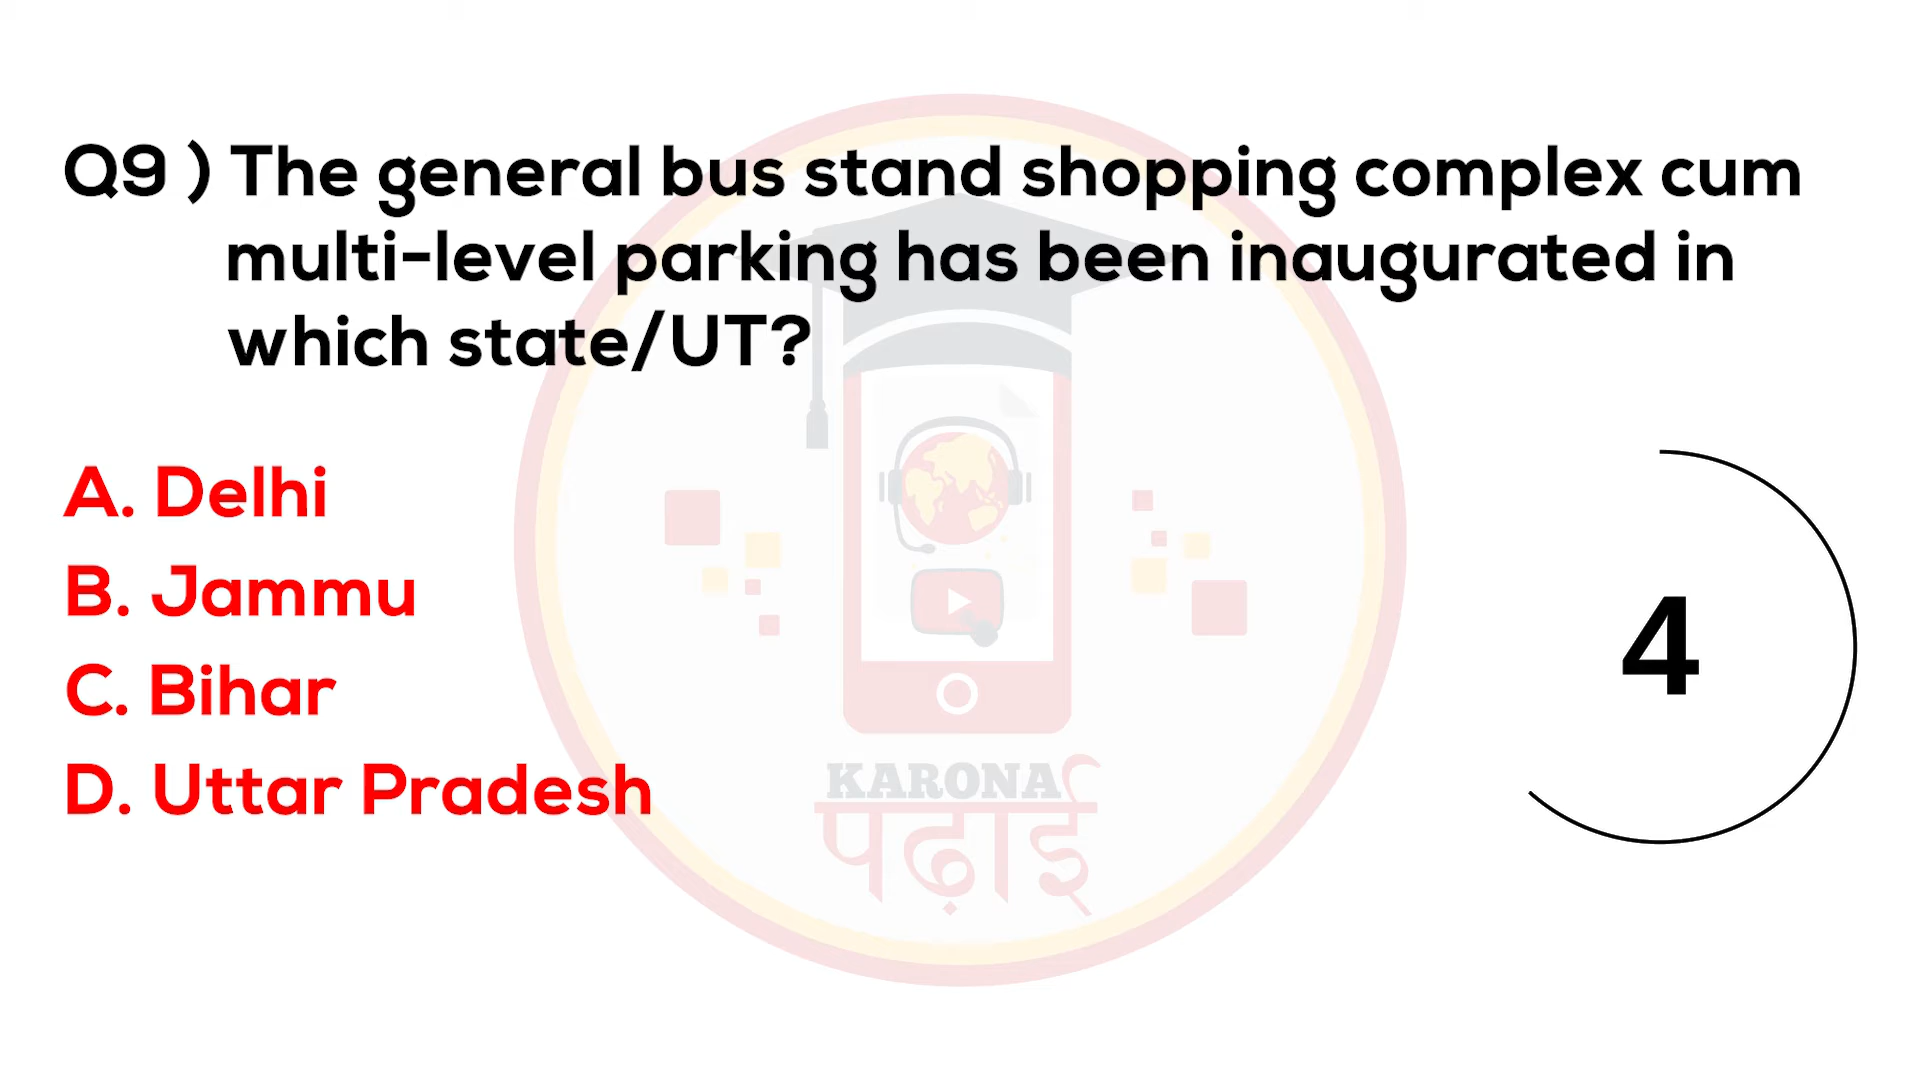 Q9 ) The general bus stand shopping complex cum
multi-level parking has been inaugurated in
which state/UT?
A. Delhi
B. Jammu
C. Bihar
D. Uttar Pradesh
4
KARONA
पढ़ाई